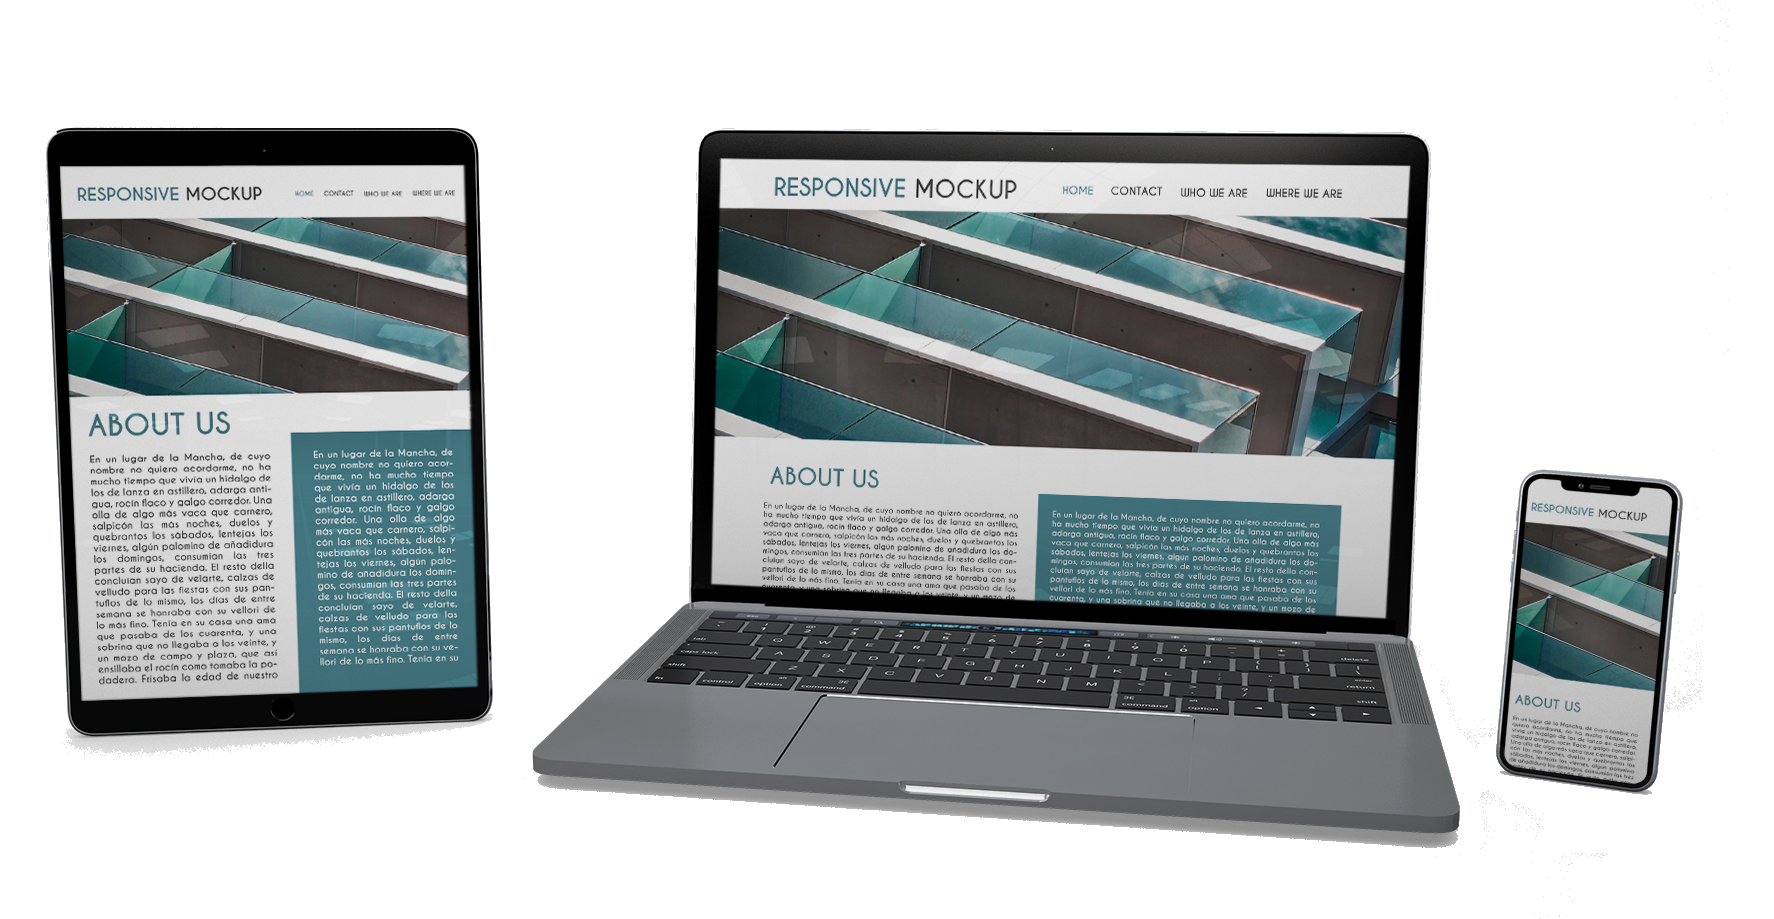 RESPONSIVE MOCKUP
HOME CONTACT WHO WE ARE WHERE WE ARE
ABOUT US
En un lugar de la Mancha, de cuyo
nombre no quiero acordarme, no ha
mucho tiempo que vivía un hidalgo de
los de lanza en astillero, adarga anti-
gua, rocín flaco y galgo corredor. Una
olla de algo más vaca que carnero,
salpicón las más noches, duelos y
quebrantos los sábados, lentejas los
viernes, algún palomino de añadidura
los domingos, consumían las tres
partes de su hacienda. El resto della
concluían sayo de velarte, calzas de
velludo para las fiestas con sus pan-
tuflos de lo mismo, los días de entre
semana se honraba con su vellori de
lo más fino. Tenía en su casa una ama
que pasaba de los cuarenta, y una
sobrina que no llegaba a los veinte, y
un mozo de campo y plaza, que así
ensillaba el rocín como tomaba la po-
dadera. Frisaba la edad de nuestro
En un lugar de la Mancha, de
cuyo nombre no quiero acor-
darme, no ha mucho tiempo
que vivía un hidalgo de los
de lanza en astillero, adarga
antigua, rocín flaco y galgo
corredor. Una olla de algo
más vaca que carnero, salpi-
cón las más noches, duelos y
quebrantos los sábados, len-
tejas los viernes, algún palo-
mino de añadidura los domin-
gos, consumían las tres partes
de su hacienda. El resto della
concluían sayo de velarte,
calzas de velludo para las
fiestas con sus pantuflos de lo
mismo, los días de entre
semana se honraba con su ve-
llori de lo más fino. Tenía en su
RESPONSIVE MOCKUP
HOME CONTACT WHO WE ARE WHERE WE ARE
ABOUT US
En un lugar de la Mancha, de cuyo nombre no quiero acordarme, no
ha mucho tiempo que vivía un hidalgo de los de lanza en astillero,
adarga antigua, rocín flaco y galgo corredor. Una olla de algo más
vaca que carnero, salpicón las más noches, duelos y quebrantos los
sábados, lentejas los viernes, algún palomino de añadidura los do-
mingos, consumían las tres partes de su hacienda. El resto della con-
cluían sayo de velarte, calzas de velludo para las fiestas con sus
pantuflos de lo mismo, los días de entre semana se honraba con su
vellori de lo más fino. Tenía en su casa una ama que pasaba de los
cuarenta, y una sobrina que no llegaba a los veinte, y un mozo de
En un lugar de la Mancha, de cuyo nombre no quiero acordarme, no
ha mucho tiempo que vivía un hidalgo de los de lanza en astillero,
adarga antigua, rocín flaco y galgo corredor. Una olla de algo más
vaca que carnero, salpicón las más noches, duelos y quebrantos los
sábados, lentejas los viernes, algún palomino de añadidura los do-
mingos, consumían las tres partes de su hacienda. El resto della con-
cluían sayo de velarte, calzas de velludo para las fiestas con sus
pantuflos de lo mismo, los días de entre semana se honraba con su
vellori de lo más fino. Tenía en su casa una ama que pasaba de los
cuarenta, y una sobrina que no llegaba a los veinte, y un mozo de
tab Q W E R T Y U I O P delete
caps lock A S D F G H J K L enter return
shift Z X C V B N M shift
fn control option command command option
RESPONSIVE MOCKUP
ABOUT US
En un lugar de la Mancha, de cuyo nombre no
quiero acordarme, no ha mucho tiempo que
vivía un hidalgo de los de lanza en astillero,
adarga antigua, rocín flaco y galgo corredor.
Una olla de algo más vaca que carnero, salpi-
cón las más noches, duelos y quebrantos los
sábados, lentejas los viernes, algún palomino
de añadidura los domingos, consumían las tres